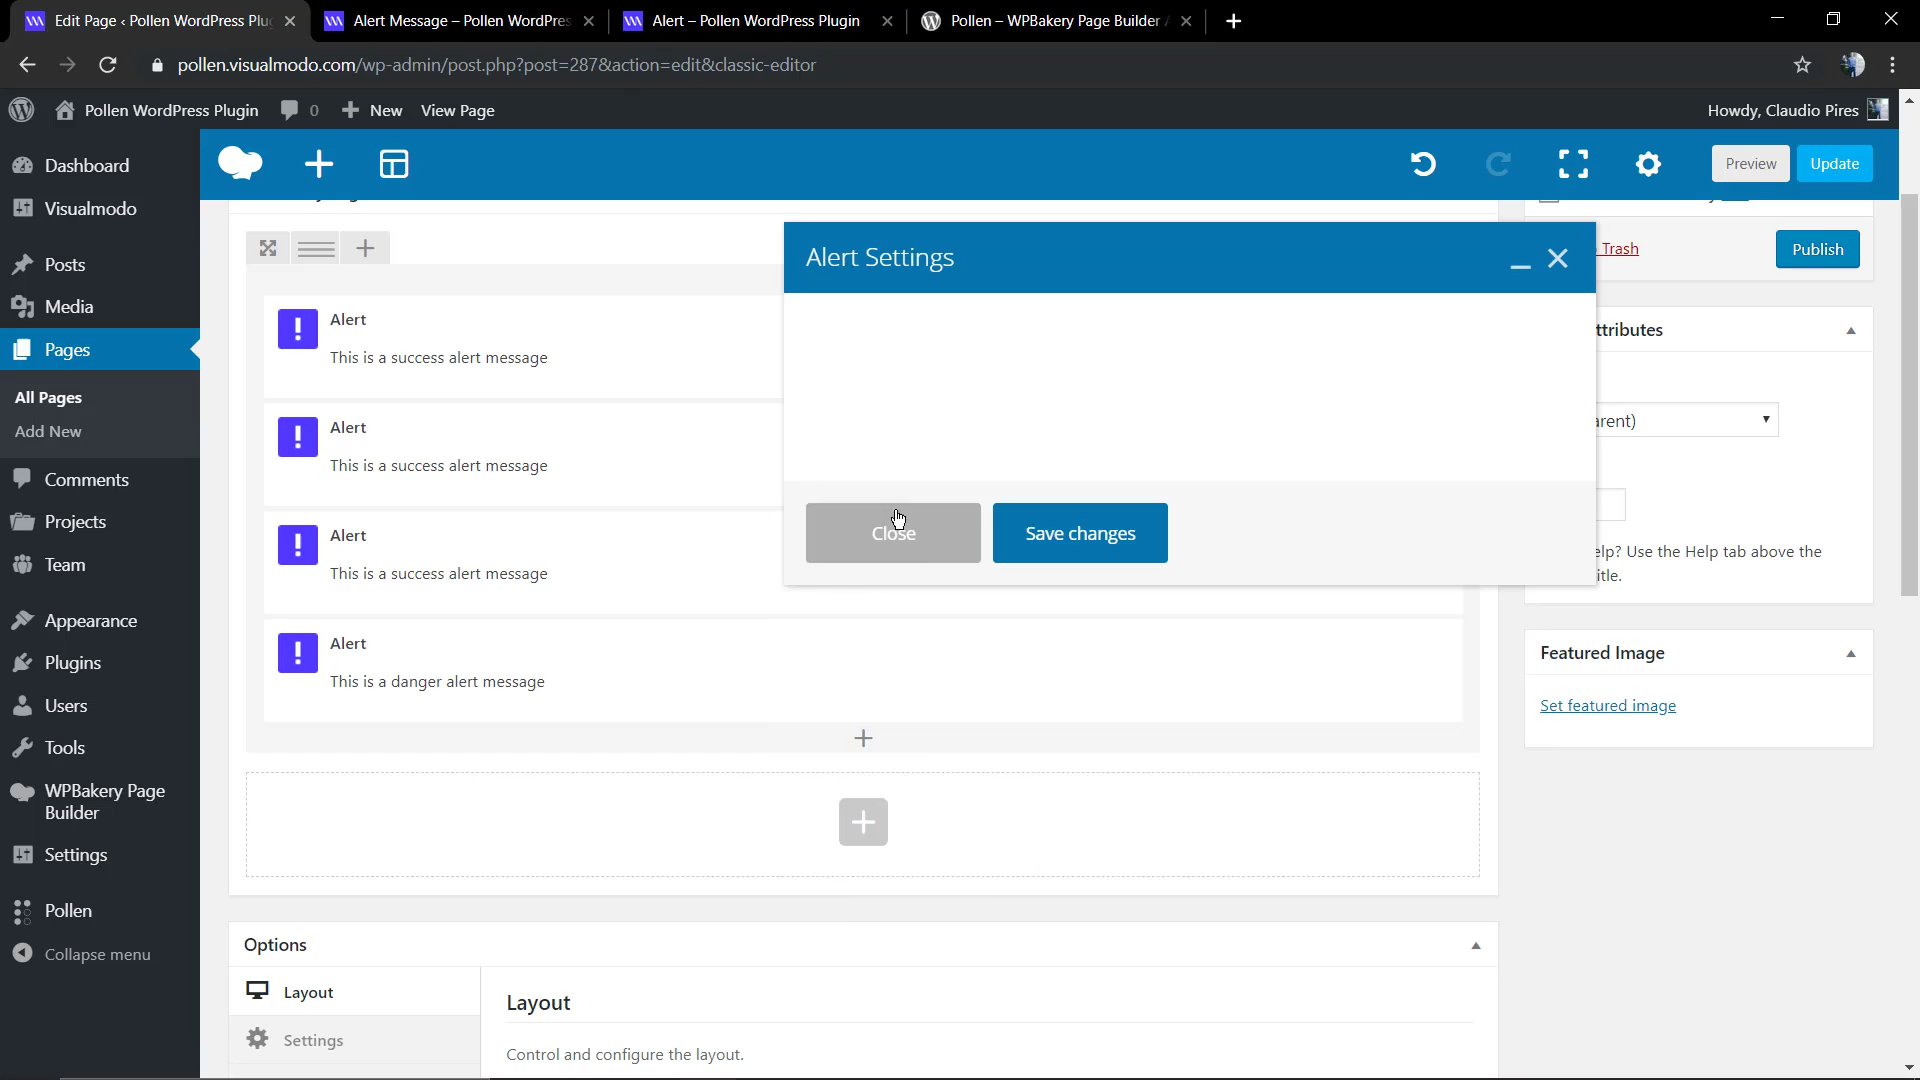 Edit Page ‹ Pollen WordPress Plug
Alert Message – Pollen WordPres
Alert – Pollen WordPress Plugin
Pollen – WPBakery Page Builder A
pollen.visualmodo.com/wp-admin/post.php?post=287&action=edit&classic-editor
Pollen WordPress Plugin
0
New
View Page
Howdy, Claudio Pires
Dashboard
Visualmodo
Posts
Media
Pages
All Pages
Add New
Comments
Projects
Team
Appearance
Plugins
Users
Tools
WPBakery Page
Builder
Settings
Pollen
Collapse menu
Preview
Update
Alert
This is a success alert message
Alert
This is a success alert message
Alert
This is a success alert message
Alert
This is a danger alert message
Alert Settings
Close
Save changes
Trash
Publish
ttributes
arent)
elp? Use the Help tab above the
itle.
Featured Image
Set featured image
Options
Layout
Settings
Layout
Control and configure the layout.